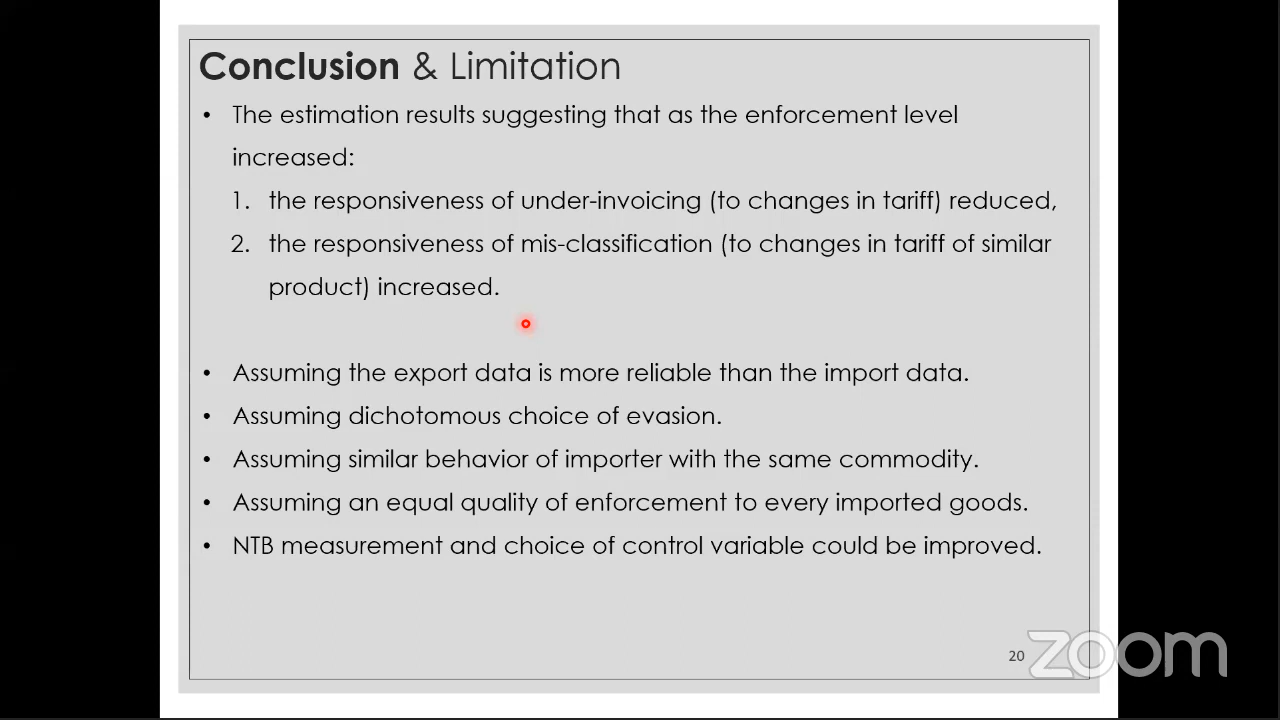 Conclusion & Limitation
• The estimation results suggesting that as the enforcement level
increased:
1. the responsiveness of under-invoicing (to changes in tariff) reduced,
2. the responsiveness of mis-classification (to changes in tariff of similar
product) increased.
• Assuming the export data is more reliable than the import data.
• Assuming dichotomous choice of evasion.
• Assuming similar behavior of importer with the same commodity.
• Assuming an equal quality of enforcement to every imported goods.
• NTB measurement and choice of control variable could be improved.
20
zoom